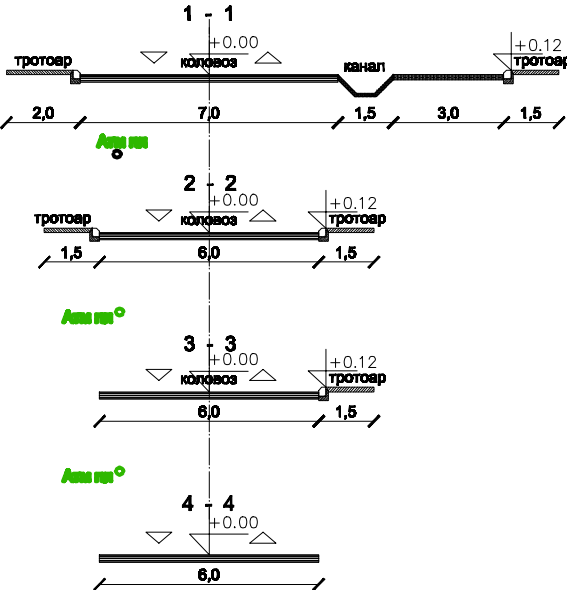 1 - 1
+0.00
+0.12
тротоар коловоз канал тротоар
2,0 7,0 1,5 3,0 1,5
2 - 2
+0.00
+0.12
тротоар коловоз тротоар
1,5 6,0 1,5
3 - 3
+0.00
+0.12
коловоз тротоар
6,0 1,5
4 - 4
+0.00
6,0